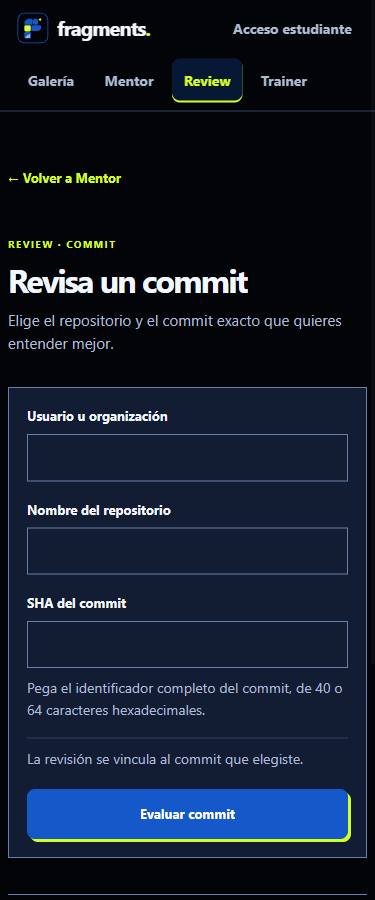 fragments.
Acceso estudiante
Galería
Mentor
Review
Trainer
← Volver a Mentor
REVIEW · COMMIT
Revisa un commit
Elige el repositorio y el commit exacto que quieres
entender mejor.
Usuario u organización
Nombre del repositorio
SHA del commit
Pega el identificador completo del commit, de 40 o
64 caracteres hexadecimales.
La revisión se vincula al commit que elegiste.
Evaluar commit